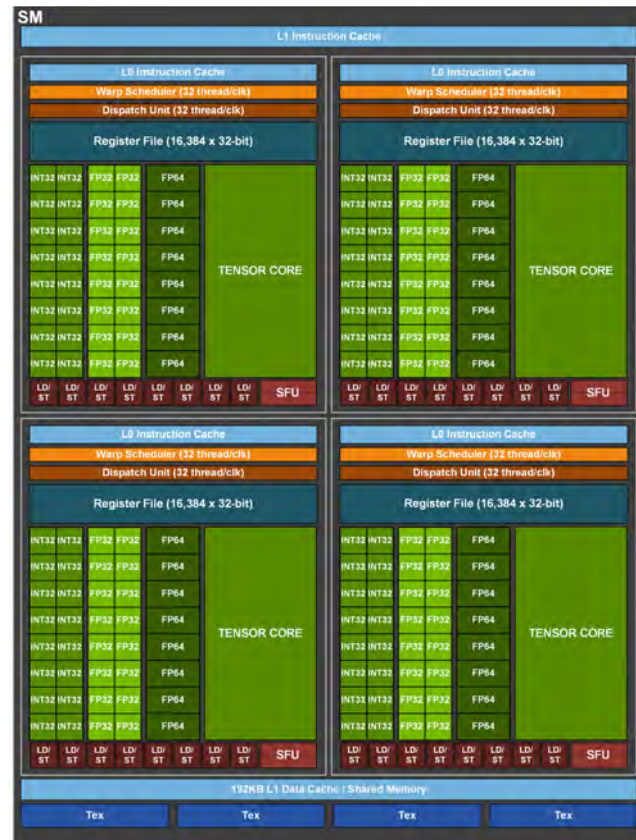 SM
L1 Instruction Cache
L0 Instruction Cache
Warp Scheduler (32 thread/clk)
Dispatch Unit (32 thread/clk)
Register File (16,384 x 32-bit)
INT32 INT32 FP32 FP32 FP64
INT32 INT32 FP32 FP32 FP64
INT32 INT32 FP32 FP32 FP64
INT32 INT32 FP32 FP32 FP64
TENSOR CORE
INT32 INT32 FP32 FP32 FP64
INT32 INT32 FP32 FP32 FP64
INT32 INT32 FP32 FP32 FP64
INT32 INT32 FP32 FP32 FP64
LD/ LD/ LD/ LD/ LD/ LD/ LD/ LD/
ST ST ST ST ST ST ST ST
SFU
L0 Instruction Cache
Warp Scheduler (32 thread/clk)
Dispatch Unit (32 thread/clk)
Register File (16,384 x 32-bit)
INT32 INT32 FP32 FP32 FP64
INT32 INT32 FP32 FP32 FP64
INT32 INT32 FP32 FP32 FP64
INT32 INT32 FP32 FP32 FP64
TENSOR CORE
INT32 INT32 FP32 FP32 FP64
INT32 INT32 FP32 FP32 FP64
INT32 INT32 FP32 FP32 FP64
INT32 INT32 FP32 FP32 FP64
LD/ LD/ LD/ LD/ LD/ LD/ LD/ LD/
ST ST ST ST ST ST ST ST
SFU
L0 Instruction Cache
Warp Scheduler (32 thread/clk)
Dispatch Unit (32 thread/clk)
Register File (16,384 x 32-bit)
INT32 INT32 FP32 FP32 FP64
INT32 INT32 FP32 FP32 FP64
INT32 INT32 FP32 FP32 FP64
INT32 INT32 FP32 FP32 FP64
TENSOR CORE
INT32 INT32 FP32 FP32 FP64
INT32 INT32 FP32 FP32 FP64
INT32 INT32 FP32 FP32 FP64
INT32 INT32 FP32 FP32 FP64
LD/ LD/ LD/ LD/ LD/ LD/ LD/ LD/
ST ST ST ST ST ST ST ST
SFU
L0 Instruction Cache
Warp Scheduler (32 thread/clk)
Dispatch Unit (32 thread/clk)
Register File (16,384 x 32-bit)
INT32 INT32 FP32 FP32 FP64
INT32 INT32 FP32 FP32 FP64
INT32 INT32 FP32 FP32 FP64
INT32 INT32 FP32 FP32 FP64
TENSOR CORE
INT32 INT32 FP32 FP32 FP64
INT32 INT32 FP32 FP32 FP64
INT32 INT32 FP32 FP32 FP64
INT32 INT32 FP32 FP32 FP64
LD/ LD/ LD/ LD/ LD/ LD/ LD/ LD/
ST ST ST ST ST ST ST ST
SFU
192KB L1 Data Cache / Shared Memory
Tex Tex Tex Tex